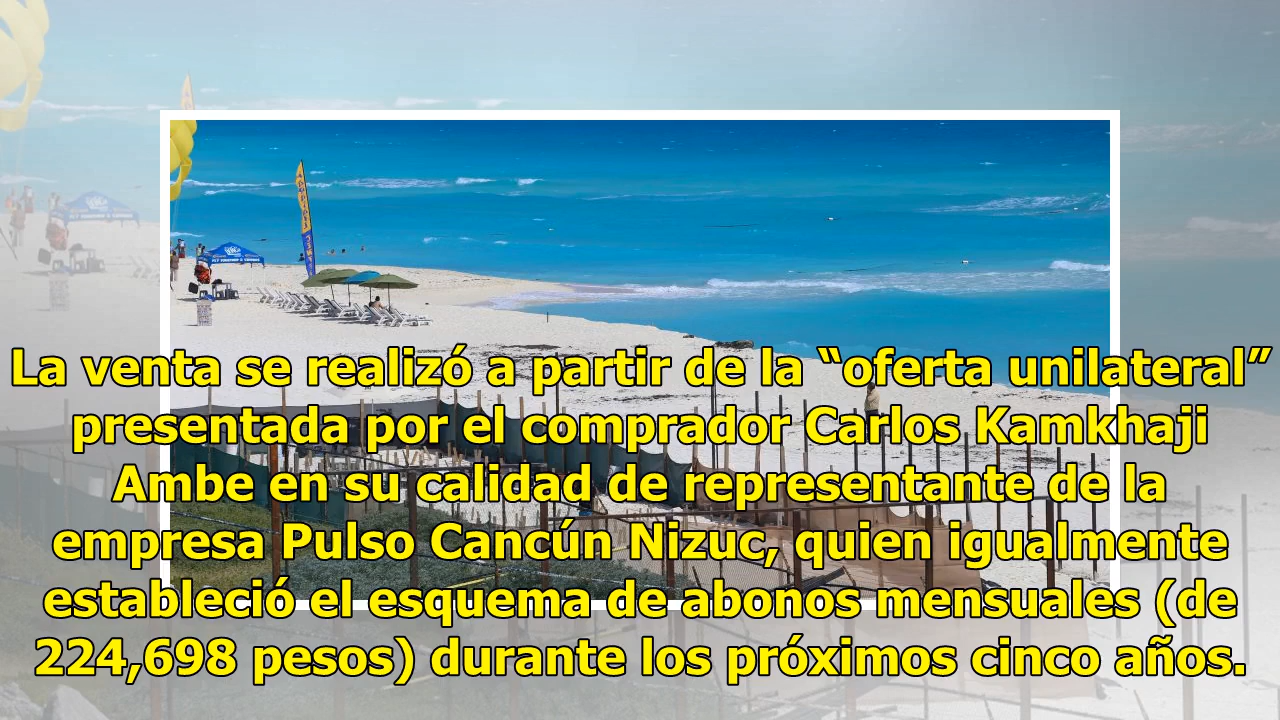 La venta se realizó a partir de la “oferta unilateral”
presentada por el comprador Carlos Kamkhaji
Ambe en su calidad de representante de la
empresa Pulso Cancún Nizuc, quien igualmente
estableció el esquema de abonos mensuales (de
224,698 pesos) durante los próximos cinco años.